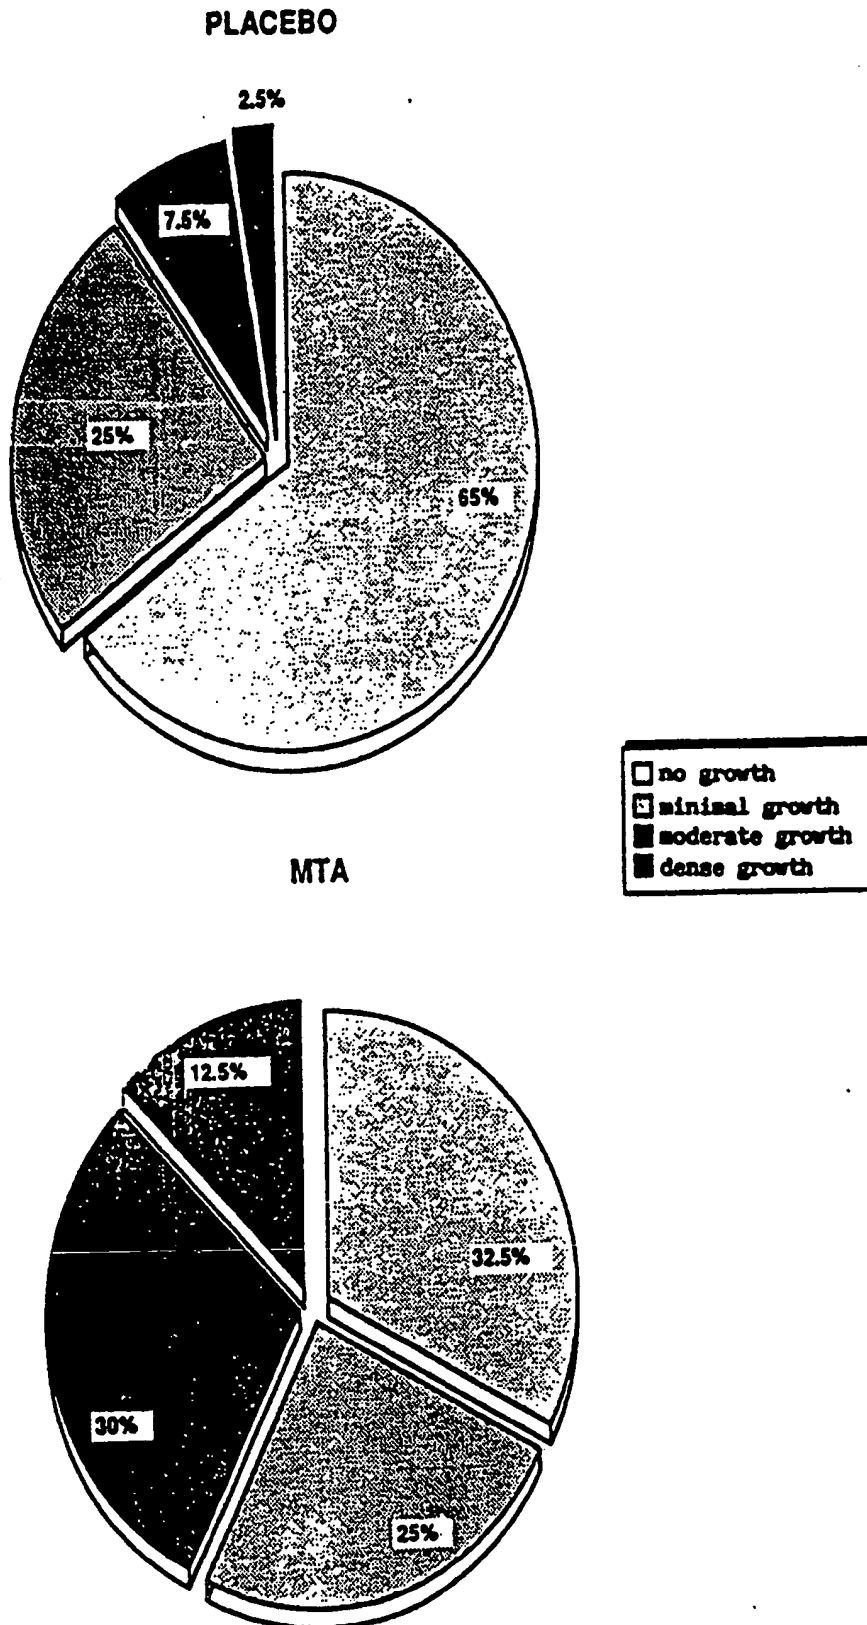 PLACEBO
2.5%
7.5%
25%
65%
no growth
minimal growth
moderate growth
dense growth
MTA
12.5%
32.5%
30%
25%